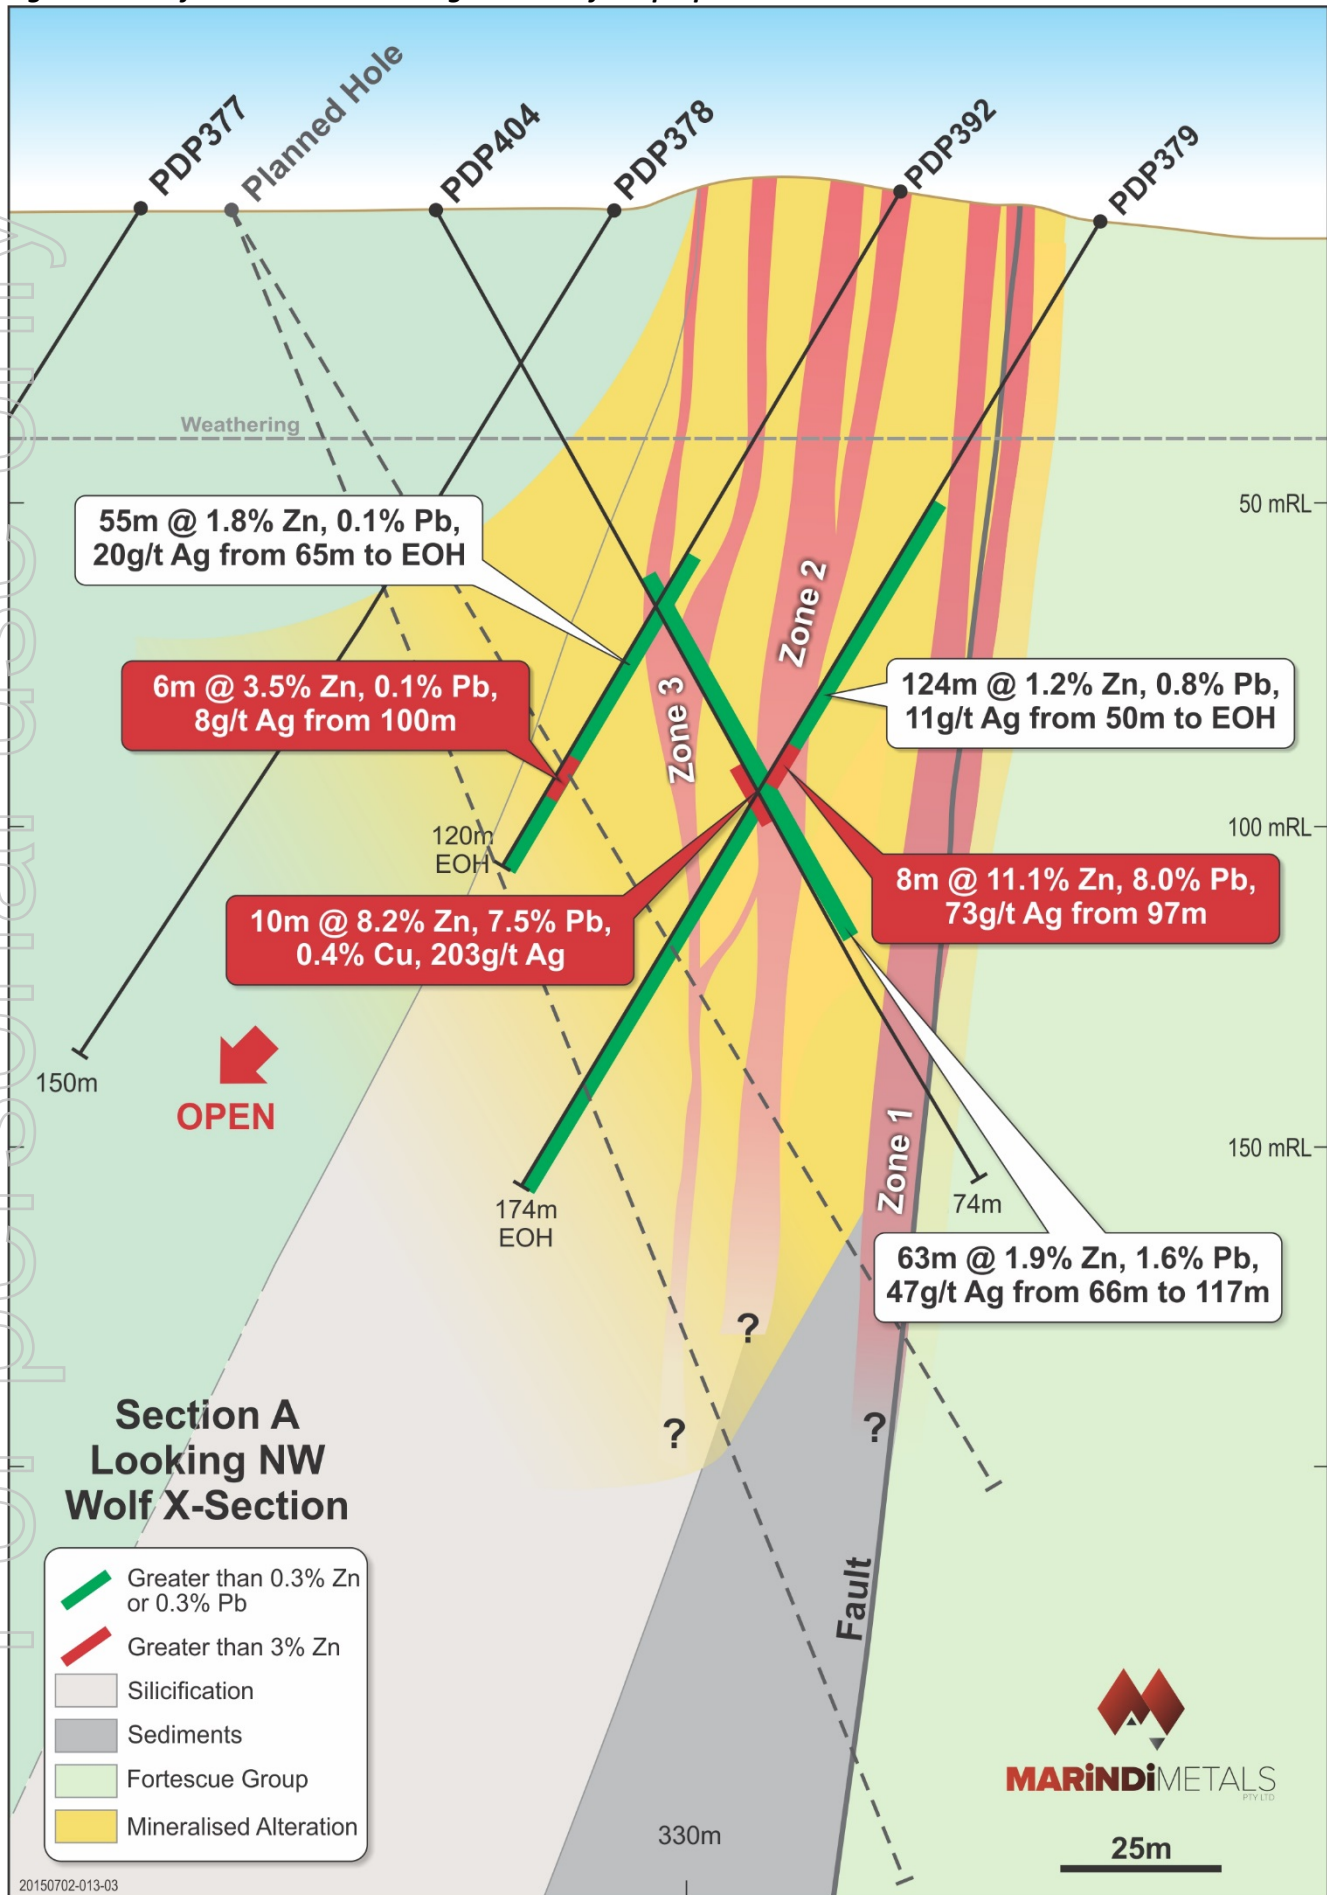 PDP377
Planned Hole
PDP404
PDP378
PDP392
PDP379
Weathering
50 mRL
55m @ 1.8% Zn, 0.1% Pb,
20g/t Ag from 65m to EOH
Zone 2
Zone 3
6m @ 3.5% Zn, 0.1% Pb,
8g/t Ag from 100m
124m @ 1.2% Zn, 0.8% Pb,
11g/t Ag from 50m to EOH
120m
EOH
100 mRL
8m @ 11.1% Zn, 8.0% Pb,
73g/t Ag from 97m
10m @ 8.2% Zn, 7.5% Pb,
0.4% Cu, 203g/t Ag
150m
OPEN
150 mRL
Zone 1
174m
EOH
74m
63m @ 1.9% Zn, 1.6% Pb,
47g/t Ag from 66m to 117m
?
?
?
Section A
Looking NW
Wolf X-Section
Greater than 0.3% Zn
or 0.3% Pb
Greater than 3% Zn
Silicification
Sediments
Fortescue Group
Mineralised Alteration
Fault
330m
MARiNDiMETALS
PTY LTD
25m
20150702-013-03